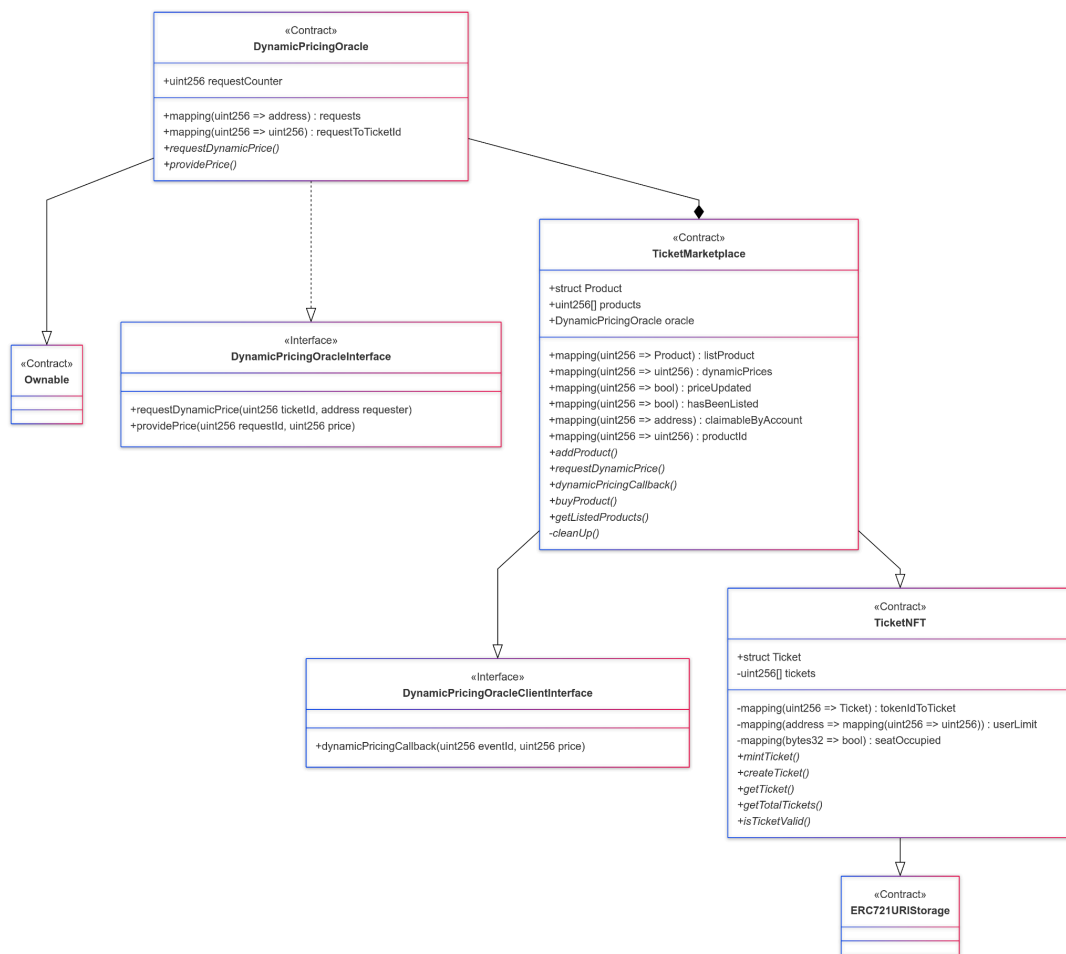 «Contract»
DynamicPricingOracle
+uint256 requestCounter
+mapping(uint256 => address) : requests
+mapping(uint256 => uint256) : requestToTicketId
+requestDynamicPrice()
+providePrice()
«Contract»
TicketMarketplace
+struct Product
+uint256[] products
+DynamicPricingOracle oracle
+mapping(uint256 => Product) : listProduct
+mapping(uint256 => uint256) : dynamicPrices
+mapping(uint256 => bool) : priceUpdated
+mapping(uint256 => bool) : hasBeenListed
+mapping(uint256 => address) : claimableByAccount
+mapping(uint256 => uint256) : productId
+addProduct()
+requestDynamicPrice()
+dynamicPricingCallback()
+buyProduct()
+getListedProducts()
-cleanUp()
«Contract»
Ownable
«Interface»
DynamicPricingOracleInterface
+requestDynamicPrice(uint256 ticketId, address requester)
+providePrice(uint256 requestId, uint256 price)
«Interface»
DynamicPricingOracleClientInterface
+dynamicPricingCallback(uint256 eventId, uint256 price)
«Contract»
TicketNFT
+struct Ticket
-uint256[] tickets
-mapping(uint256 => Ticket) : tokenIdToTicket
-mapping(address => mapping(uint256 => uint256)) : userLimit
-mapping(bytes32 => bool) : seatOccupied
+mintTicket()
+createTicket()
+getTicket()
+getTotalTickets()
+isTicketValid()
«Contract»
ERC721URIStorage